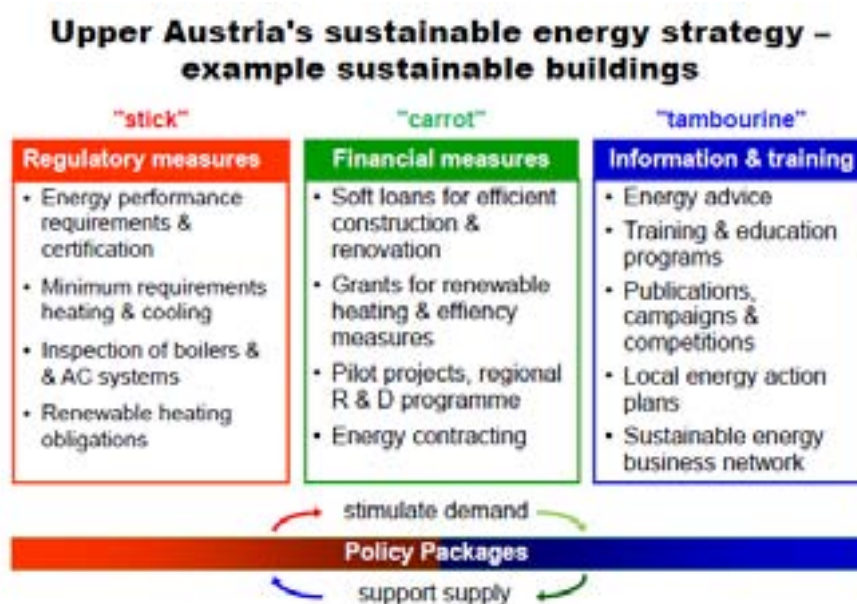 Upper Austria's sustainable energy strategy –
example sustainable buildings
"stick"
Regulatory measures
• Energy performance
requirements &
certification
• Minimum requirements
heating & cooling
• Inspection of boilers &
& AC systems
• Renewable heating
obligations
"carrot"
Financial measures
• Soft loans for efficient
construction &
renovation
• Grants for renewable
heating & effiency
measures
• Pilot projects, regional
R & D programme
• Energy contracting
"tambourine"
Information & training
• Energy advice
• Training & education
programs
• Publications,
campaigns &
competitions
• Local energy action
plans
• Sustainable energy
business network
stimulate demand
Policy Packages
support supply